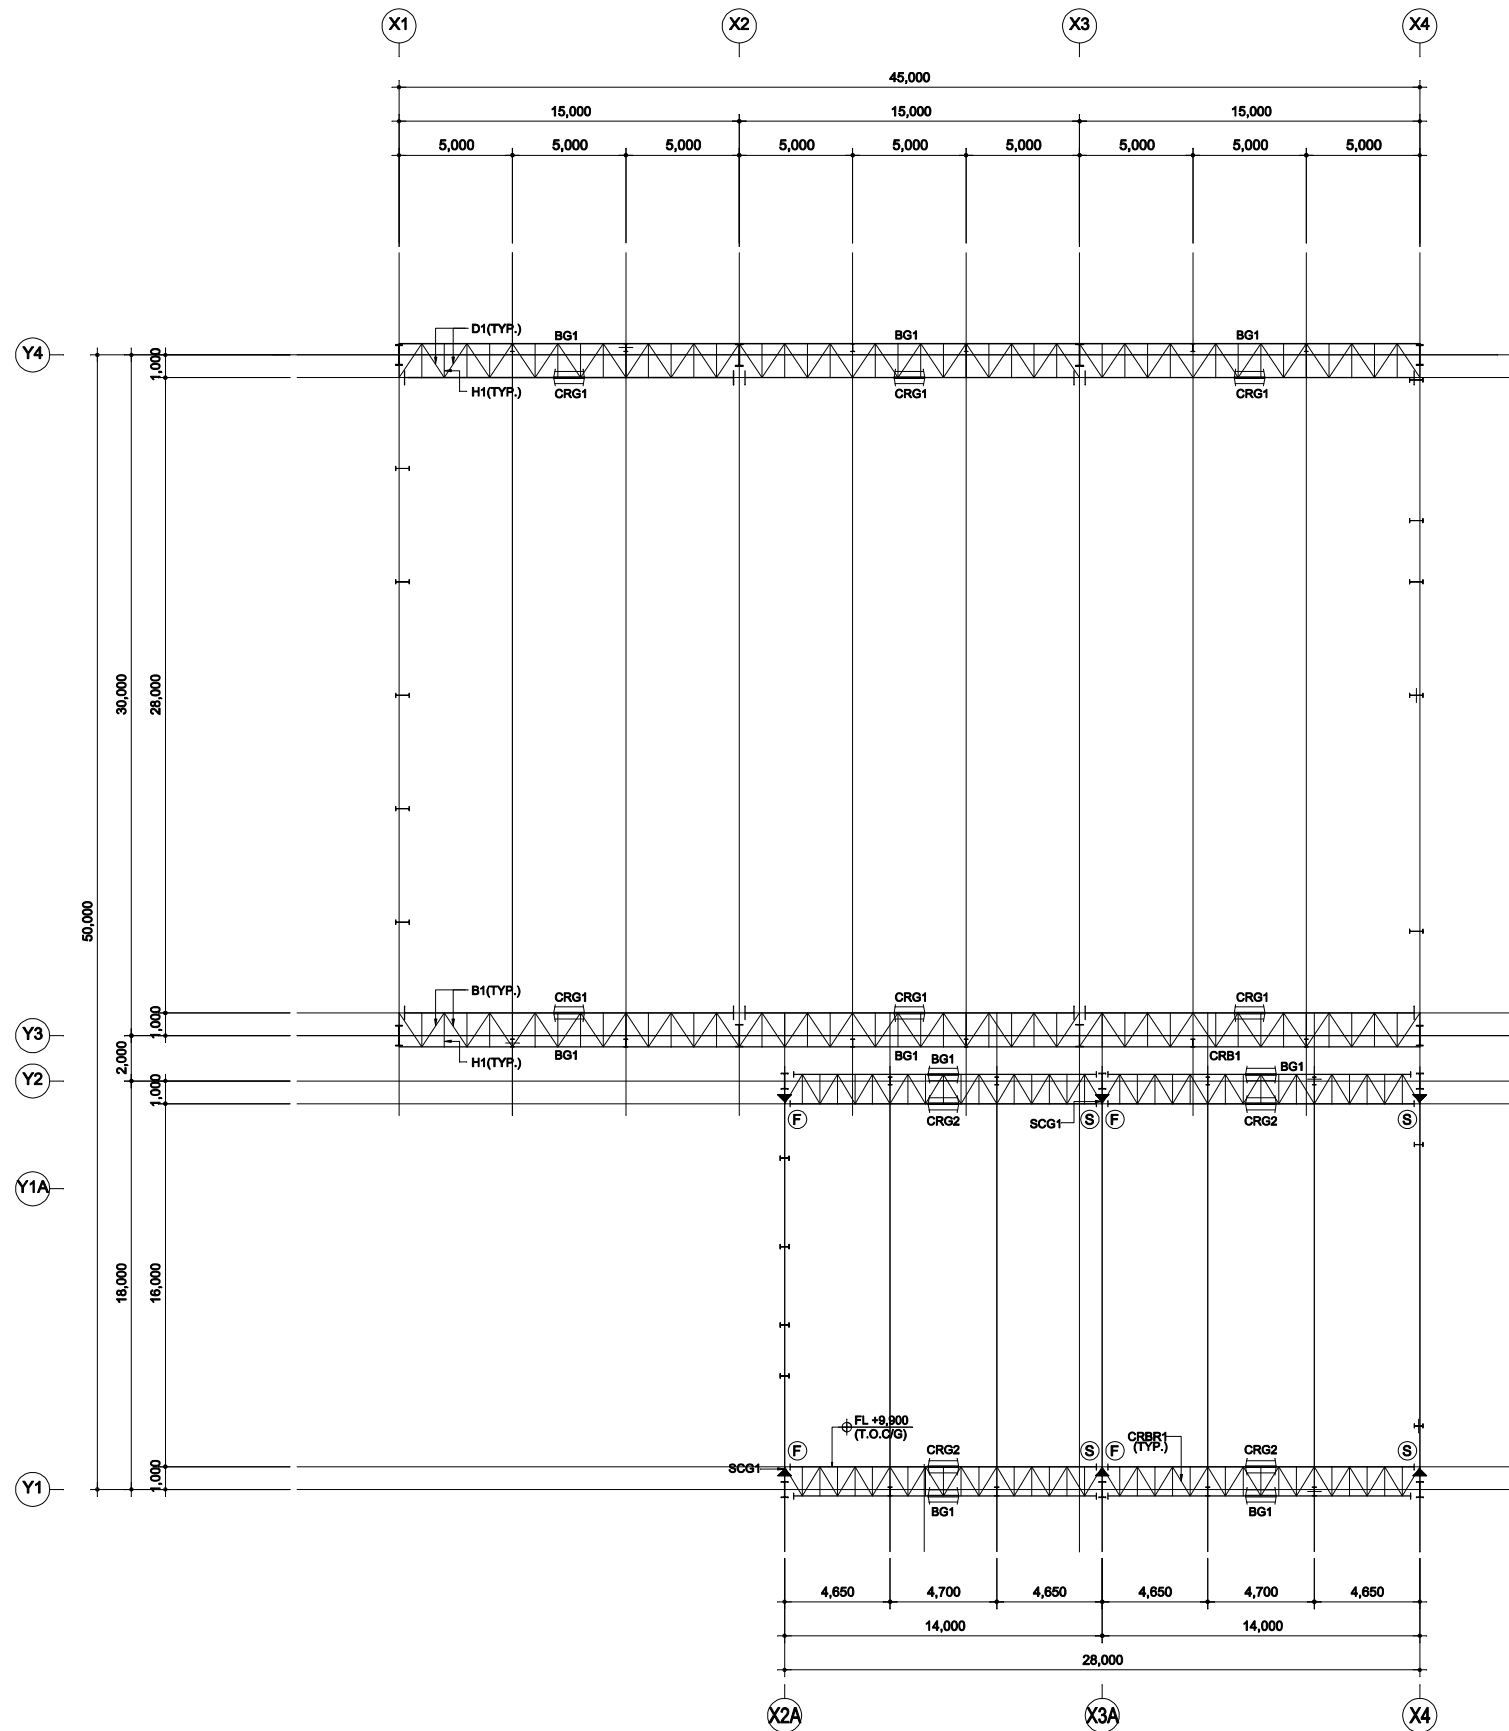 X1 X2 X3 X4
45,000
15,000 15,000 15,000
5,000 5,000 5,000 5,000 5,000 5,000 5,000 5,000 5,000
D1(TYP.) BG1 BG1 BG1
Y4 1,000
H1(TYP.) CRG1 CRG1 CRG1
30,000 28,000
50,000
B1(TYP.) CRG1 CRG1 CRG1
Y3 1,000
H1(TYP.) BG1 BG1 BG1 CRB1 BG1
2,000
Y2 1,000
F CRG2 SCG1 S F CRG2 S
Y1A
18,000 16,000
FL +9,900
(T.O.C/G)
F CRG2 S F CRBR1
(TYP.)
CRG2 S
SCG1
Y1 1,000
BG1 BG1
4,650 4,700 4,650 4,650 4,700 4,650
14,000 14,000
28,000
X2A X3A X4